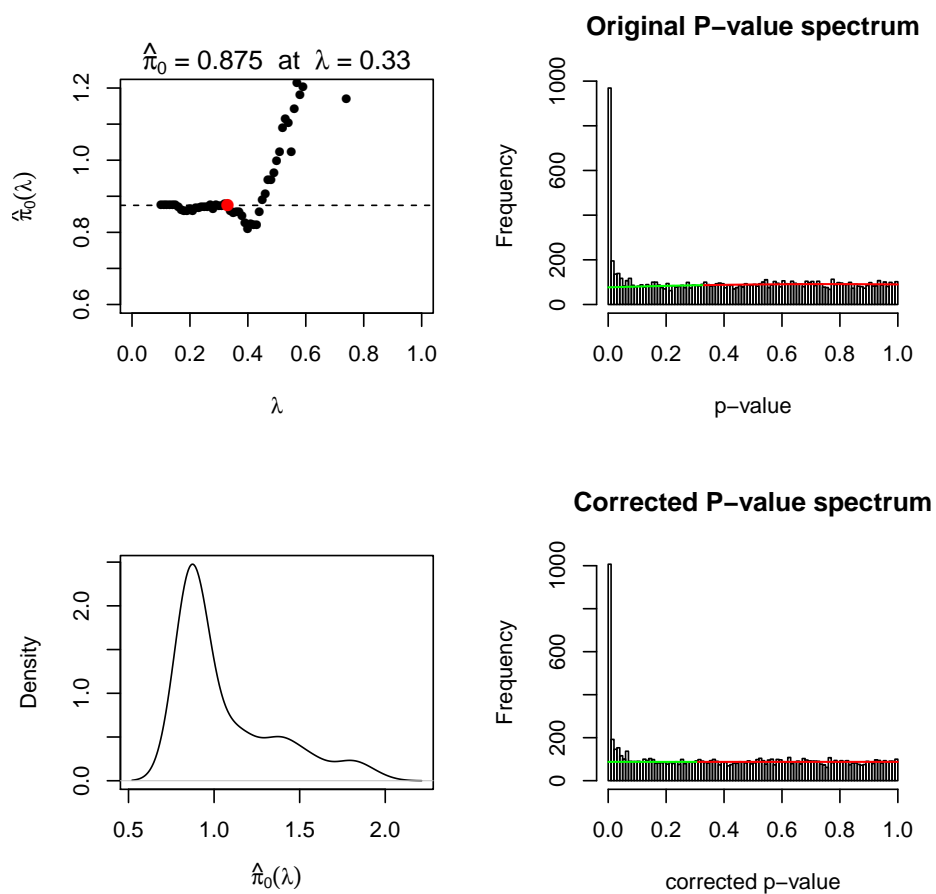 π̂₀ = 0.875 at λ = 0.33
1.2
1.0
0.8
0.6
π̂₀(λ)
0.0 0.2 0.4 0.6 0.8 1.0
λ
Original P−value spectrum
1000
600
200
0
Frequency
0.0 0.2 0.4 0.6 0.8 1.0
p−value
2.0
1.0
0.0
Density
0.5 1.0 1.5 2.0
π̂₀(λ)
Corrected P−value spectrum
1000
600
200
0
Frequency
0.0 0.2 0.4 0.6 0.8 1.0
corrected p−value